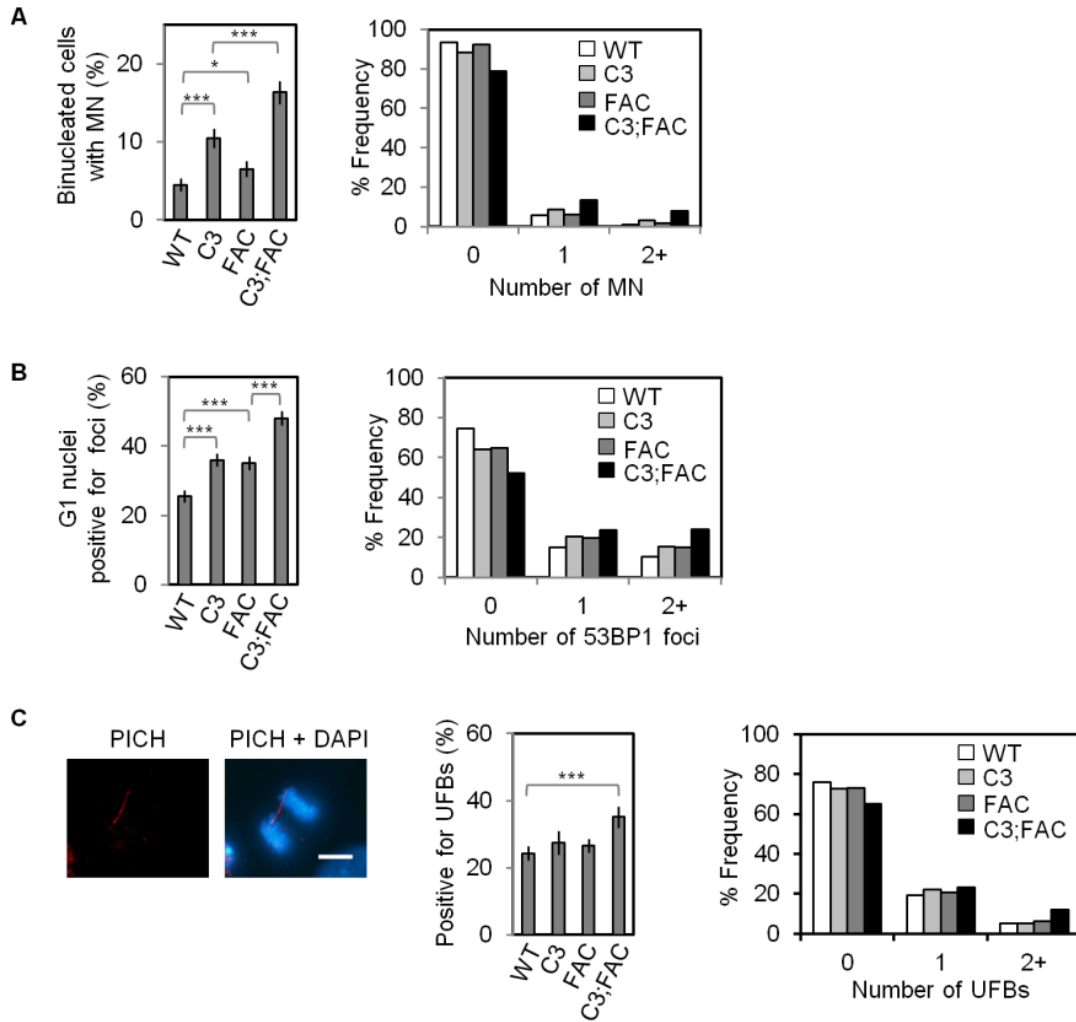 A
Binucleated cells
with MN (%)
20
10
0
***
*
***
WT
C3
FAC
C3;FAC
% Frequency
100
80
60
40
20
0
WT
C3
FAC
C3;FAC
0 1 2+
Number of MN
B
G1 nuclei
positive for foci (%)
60
40
20
0
***
***
***
WT
C3
FAC
C3;FAC
% Frequency
100
80
60
40
20
0
WT
C3
FAC
C3;FAC
0 1 2+
Number of 53BP1 foci
C
PICH PICH + DAPI
Positive for UFBs (%)
60
40
20
0
***
WT
C3
FAC
C3;FAC
% Frequency
100
80
60
40
20
0
WT
C3
FAC
C3;FAC
0 1 2+
Number of UFBs